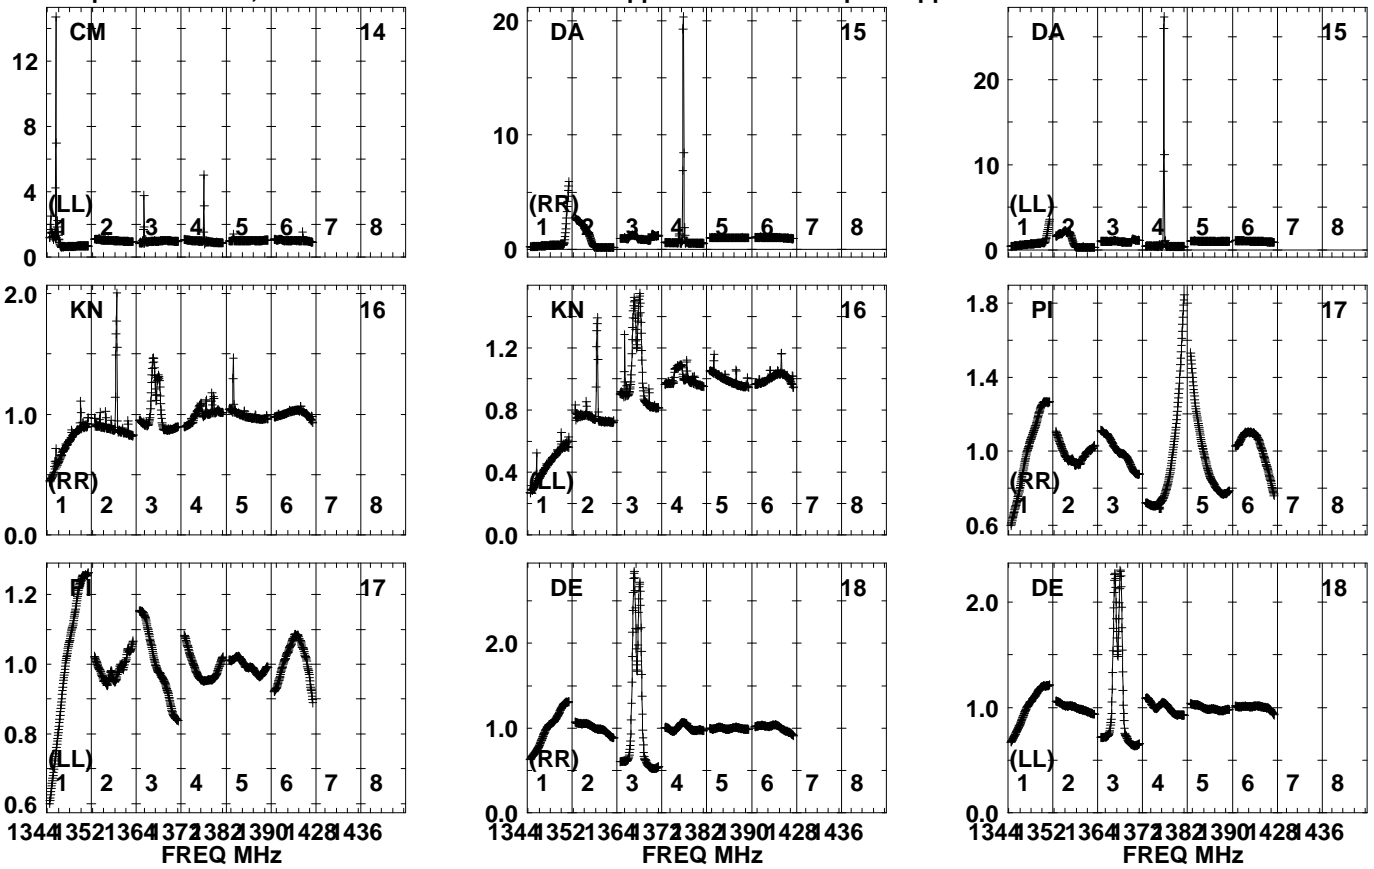 CM 14
12
8
4
0
(LL)
1 2 3 4 5 6 7 8
DA 15
20
10
0
(RR)
1 2 3 4 5 6 7 8
DA 15
20
10
0
(LL)
1 2 3 4 5 6 7 8
KN 16
2.0
1.0
0.0
(RR)
1 2 3 4 5 6 7 8
KN 16
1.2
0.8
0.4
0.0
(LL)
1 2 3 4 5 6 7 8
PI 17
1.8
1.4
1.0
0.6
(RR)
1 2 3 4 5 6 7 8
PI 17
1.2
1.0
0.8
0.6
(LL)
1 2 3 4 5 6 7 8
1344 1352 1364 1372 1382 1390 1428 1436
FREQ MHz
DE 18
2.0
1.0
0.0
(RR)
1 2 3 4 5 6 7 8
1344 1352 1364 1372 1382 1390 1428 1436
FREQ MHz
DE 18
2.0
1.0
0.0
(LL)
1 2 3 4 5 6 7 8
1344 1352 1364 1372 1382 1390 1428 1436
FREQ MHz